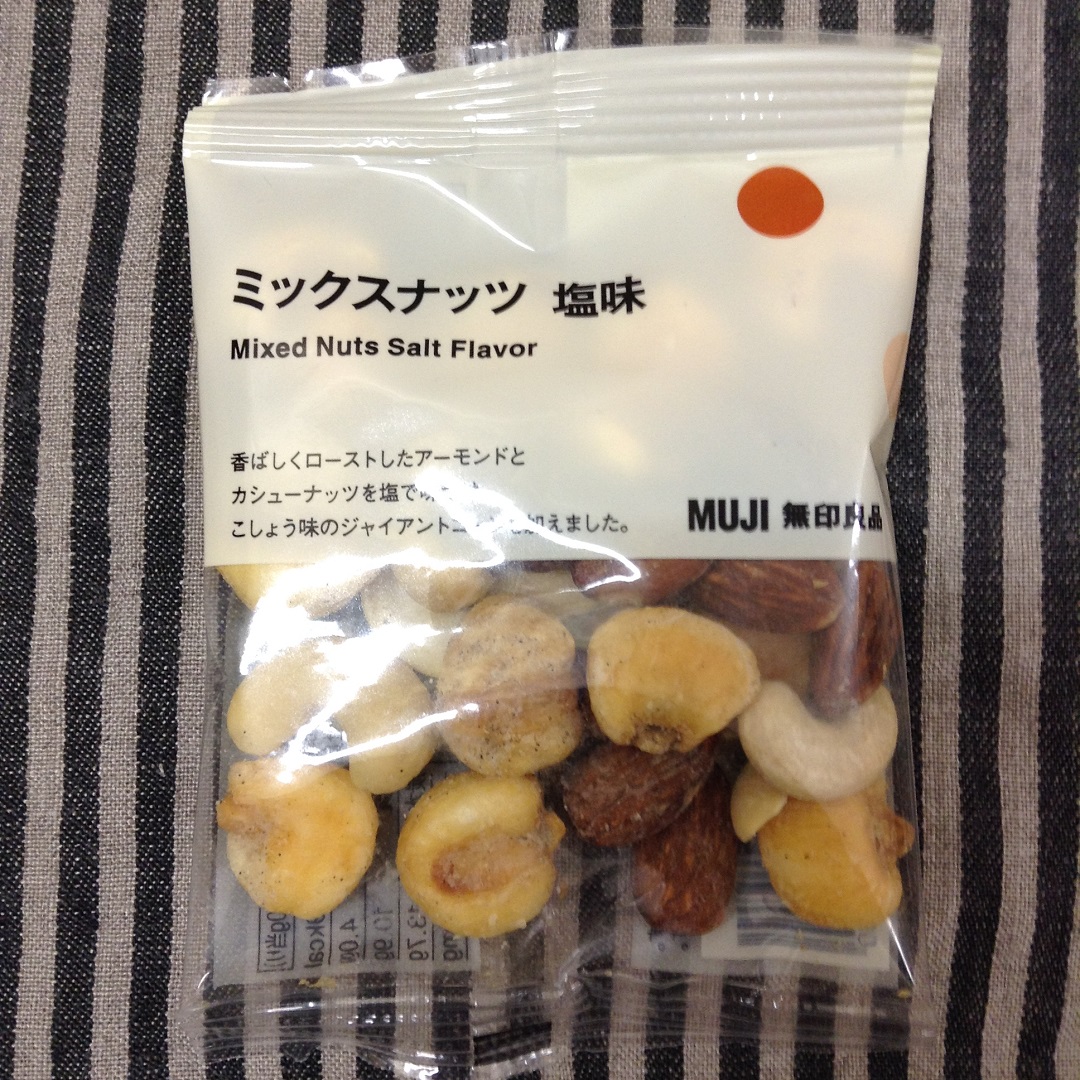 ミックスナッツ 塩味
Mixed Nuts Salt Flavor
香ばしくローストしたアーモンドと
カシューナッツを塩で
こしょう味のジャイアント加えました。
MUJI 無印良品